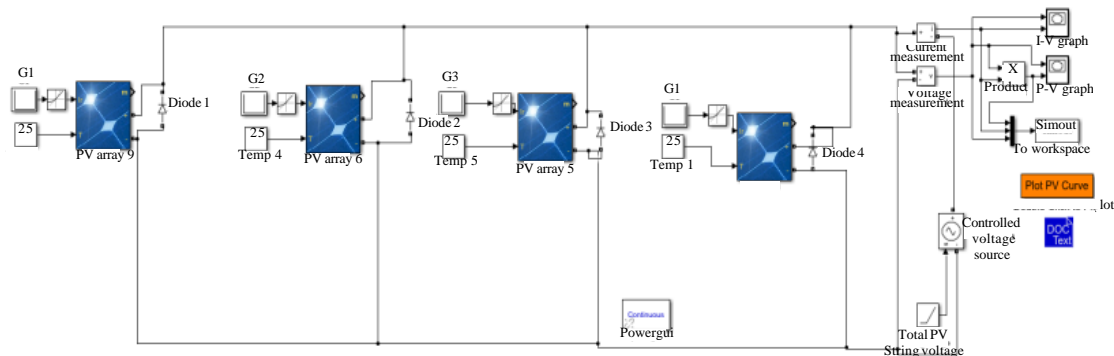 I-V graph
Current
measurement
G1
G2
G3
G1
X
Product
P-V graph
Voltage
measurement
Diode 1
Diode 2
Diode 3
Diode 4
25
25
25
25
m
m
m
m
T
T
T
T
Simout
To workspace
PV array 9
Temp 4
PV array 6
Temp 5
PV array 5
Temp 1
Plot PV Curve
lot
DOC
Text
Controlled
voltage
source
Continuous
Powergui
Total PV
String voltage